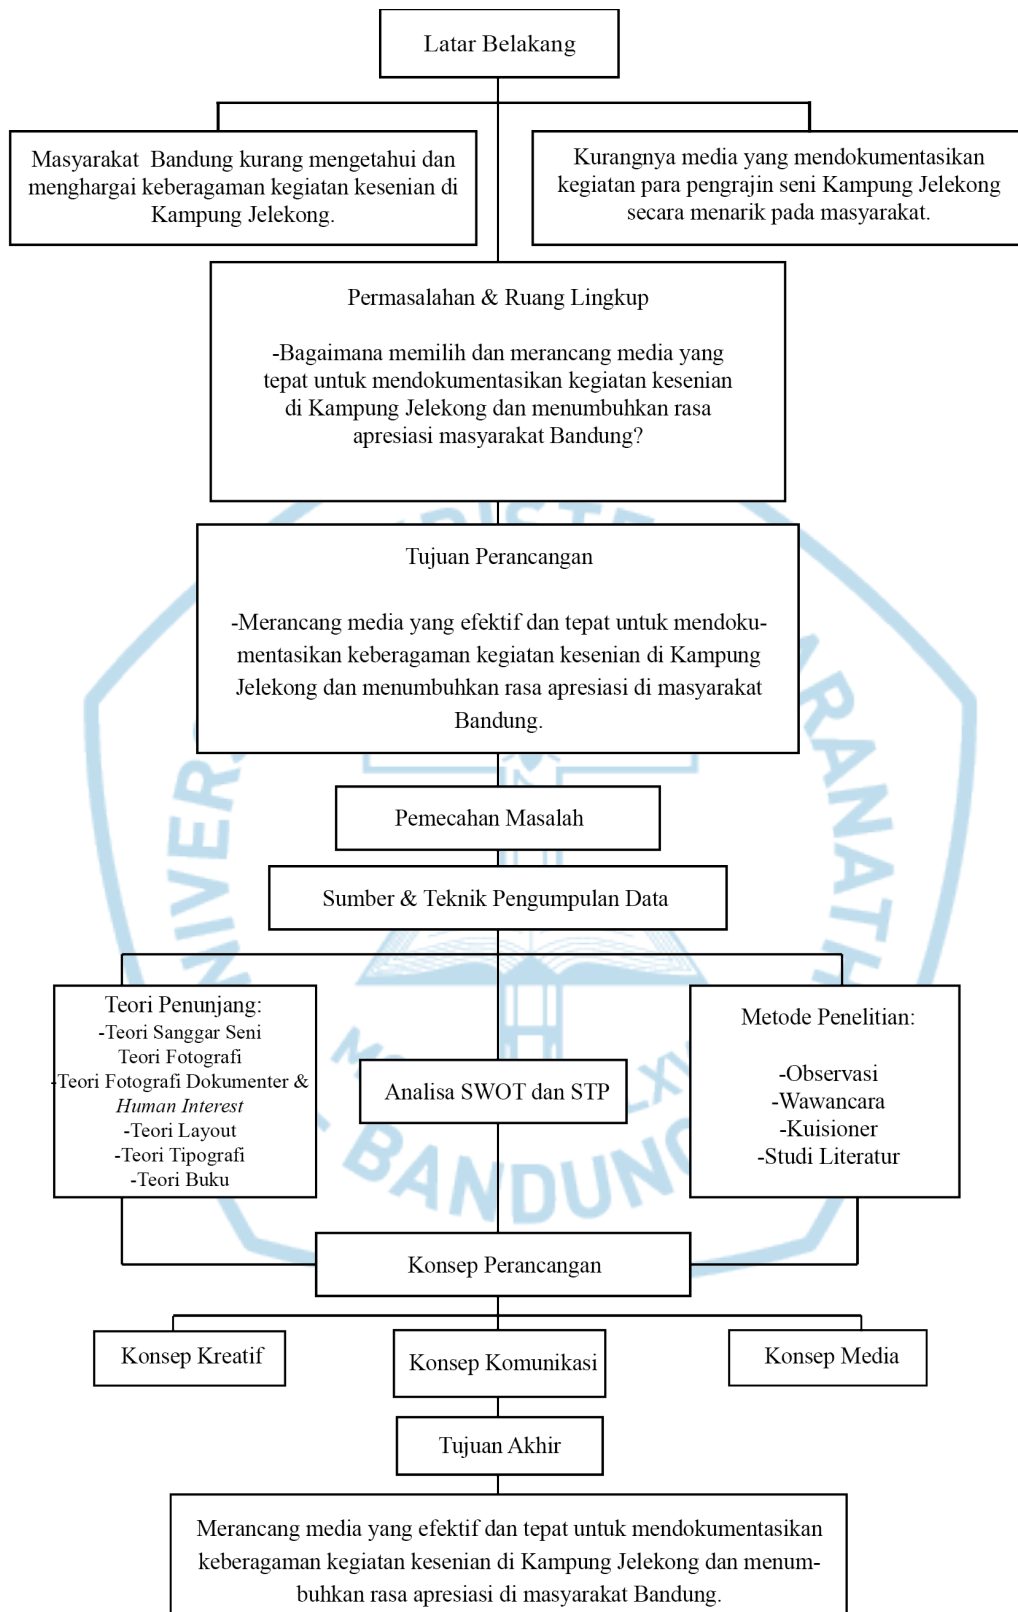 Latar Belakang
Masyarakat Bandung kurang mengetahui dan
menghargai keberagaman kegiatan kesenian di
Kampung Jelekong.
Kurangnya media yang mendokumentasikan
kegiatan para pengrajin seni Kampung Jelekong
secara menarik pada masyarakat.
Permasalahan & Ruang Lingkup
-Bagaimana memilih dan merancang media yang
tepat untuk mendokumentasikan kegiatan kesenian
di Kampung Jelekong dan menumbuhkan rasa
apresiasi masyarakat Bandung?
Tujuan Perancangan
-Merancang media yang efektif dan tepat untuk mendoku-
mentasikan keberagaman kegiatan kesenian di Kampung
Jelekong dan menumbuhkan rasa apresiasi di masyarakat
Bandung.
Pemecahan Masalah
Sumber & Teknik Pengumpulan Data
Teori Penunjang:
-Teori Sanggar Seni
Teori Fotografi
-Teori Fotografi Dokumenter &
Human Interest
-Teori Layout
-Teori Tipografi
-Teori Buku
Analisa SWOT dan STP
Metode Penelitian:
-Observasi
-Wawancara
-Kuisioner
-Studi Literatur
Konsep Perancangan
Konsep Kreatif
Konsep Komunikasi
Konsep Media
Tujuan Akhir
Merancang media yang efektif dan tepat untuk mendokumentasikan
keberagaman kegiatan kesenian di Kampung Jelekong dan menum-
buhkan rasa apresiasi di masyarakat Bandung.
BANDUNG